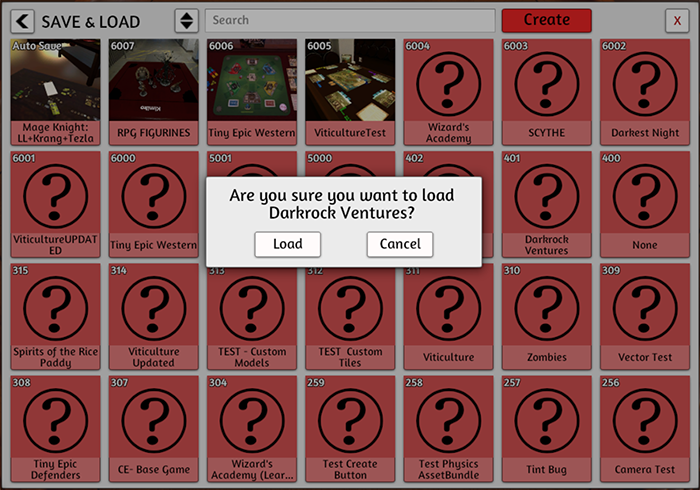 SAVE & LOAD
Search
Create
X
Auto Save
6007
6006
6005
6004
6003
6002
Kimiko
Mage Knight:
LL+Krang+Tezla
RPG FIGURINES
Tiny Epic Western
ViticultureTest
Wizard's
Academy
SCYTHE
Darkest Night
6001
6000
5001
5000
402
401
400
Are you sure you want to load
Darkrock Ventures?
Load
Cancel
ViticultureUPDAT
ED
Tiny Epic Western
Darkrock
Ventures
None
315
314
313
312
311
310
309
Spirits of the Rice
Paddy
Viticulture
Updated
TEST - Custom
Models
TEST Custom
Tiles
Viticulture
Zombies
Vector Test
308
307
304
259
258
257
256
Tiny Epic
Defenders
CE- Base Game
Wizard's
Academy (Lear...
Test Create
Button
Test Physics
AssetBundle
Tint Bug
Camera Test